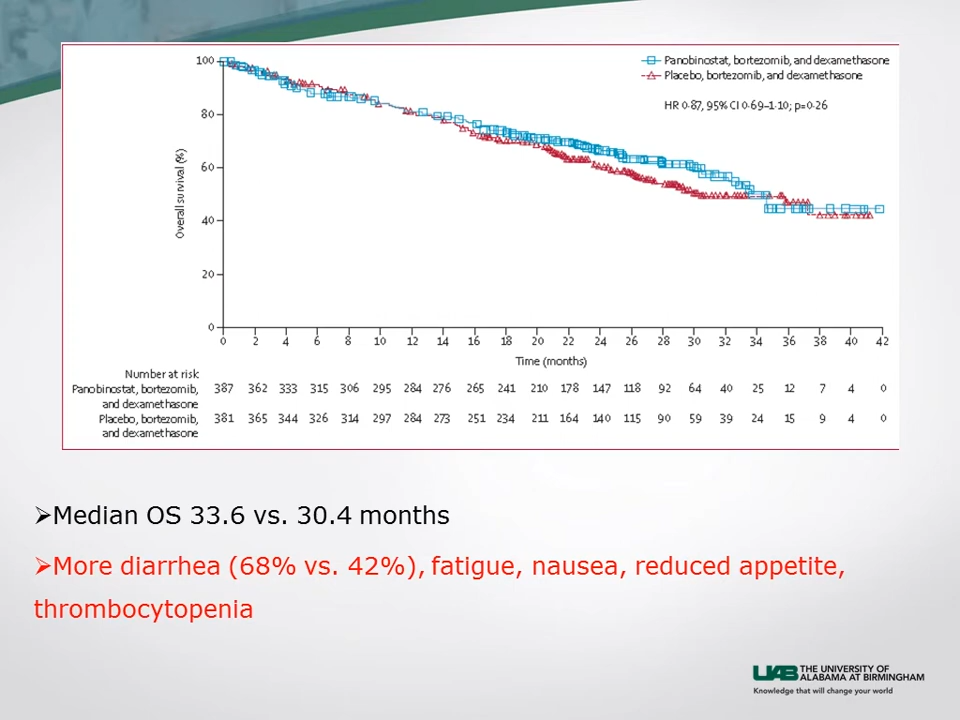 100
80
60
40
20
0
Overall survival (%)
Panobinostat, bortezomib, and dexamethasone
Placebo, bortezomib, and dexamethasone
HR 0·87, 95% CI 0·69–1·10; p=0·26
0 2 4 6 8 10 12 14 16 18 20 22 24 26 28 30 32 34 36 38 40 42
Time (months)
Number at risk
Panobinostat, bortezomib, 387 362 333 315 306 295 284 276 265 241 210 178 147 118 92 64 40 25 12 7 4 0
and dexamethasone
Placebo, bortezomib, 381 365 344 326 314 297 284 273 251 234 211 164 140 115 90 59 39 24 15 9 4 0
and dexamethasone
➢Median OS 33.6 vs. 30.4 months
➢More diarrhea (68% vs. 42%), fatigue, nausea, reduced appetite,
thrombocytopenia
UAB THE UNIVERSITY OF
ALABAMA AT BIRMINGHAM
Knowledge that will change your world